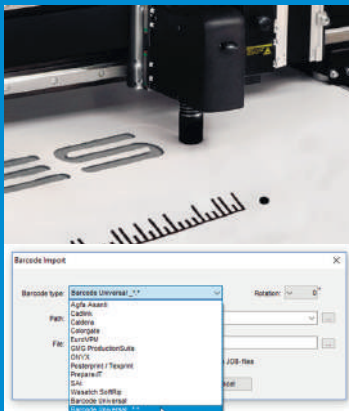 Barcode Import
Barcode type: Barcode Universal _*.* Rotation: 0°
Agfa Asanti
Cadlink
Caldera
Colorgate
Path:
EuroVPM
GMG ProductionSuite
ONYX
File:
Posterprint / Texprint
PrepareIT
SAi
JOB-files
Wasatch SoftRip
Barcode Universal
Barcode Universal _*.*